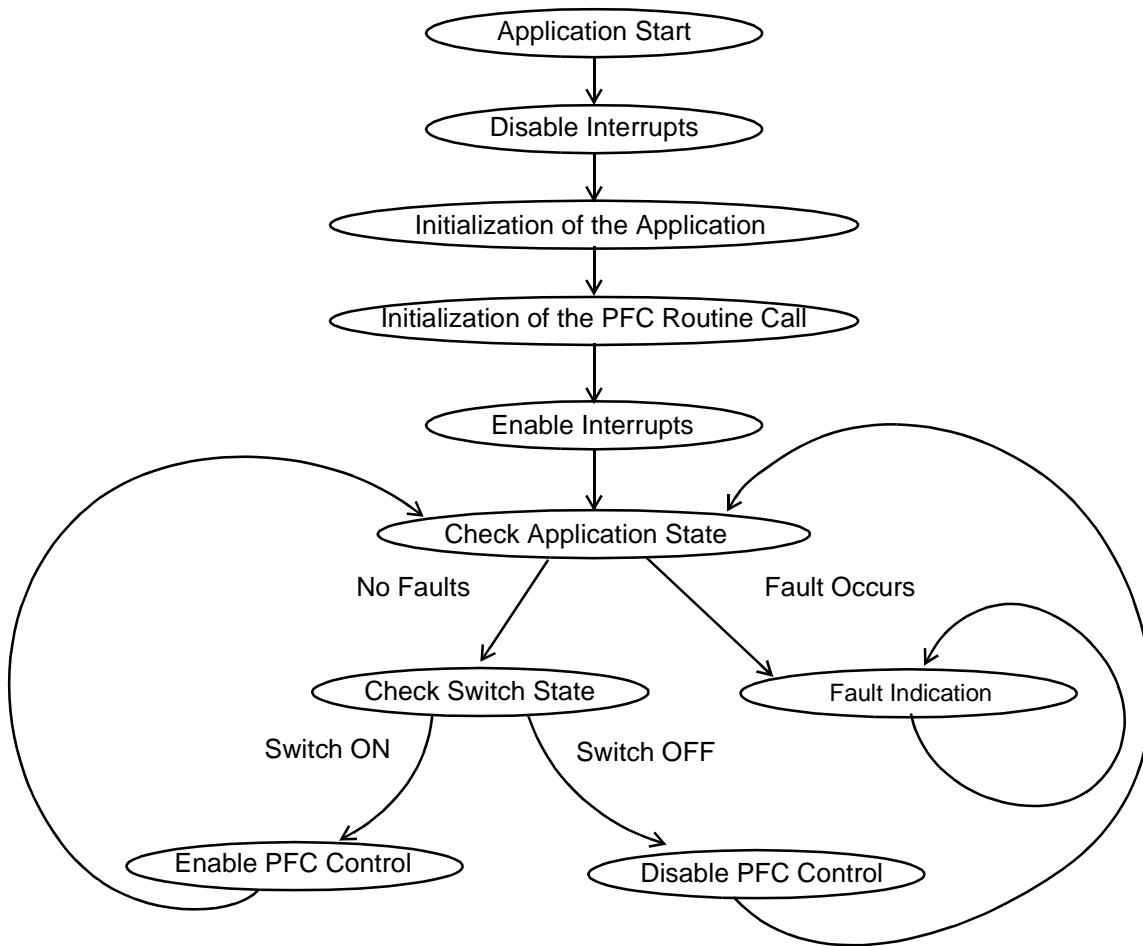 Application Start
Disable Interrupts
Initialization of the Application
Initialization of the PFC Routine Call
Enable Interrupts
Check Application State
No Faults
Fault Occurs
Check Switch State
Fault Indication
Switch ON
Switch OFF
Enable PFC Control
Disable PFC Control